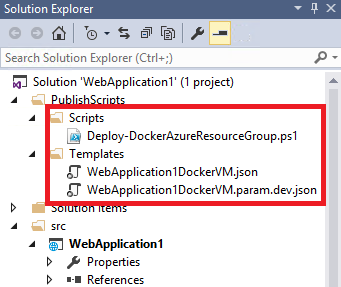 Solution Explorer
Search Solution Explorer (Ctrl+;)
Solution 'WebApplication1' (1 project)
PublishScripts
Scripts
Deploy-DockerAzureResourceGroup.ps1
Templates
WebApplication1DockerVM.json
WebApplication1DockerVM.param.dev.json
Solution Items
src
WebApplication1
Properties
References